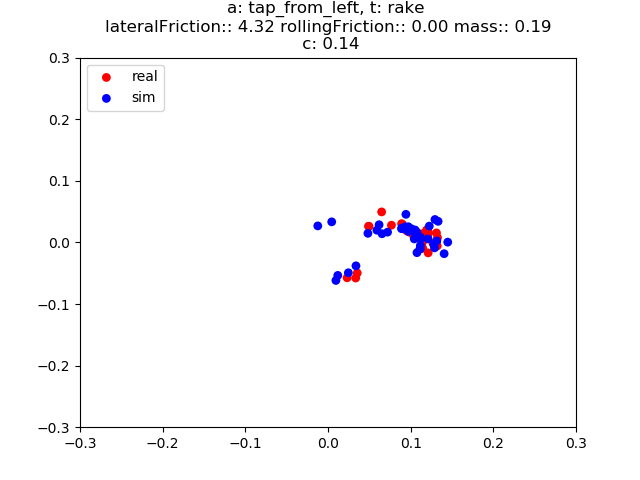 a: tap_from_left, t: rake
lateralFriction:: 4.32 rollingFriction:: 0.00 mass:: 0.19
c: 0.14
real
sim
0.3
0.2
0.1
0.0
−0.1
−0.2
−0.3
−0.3 −0.2 −0.1 0.0 0.1 0.2 0.3